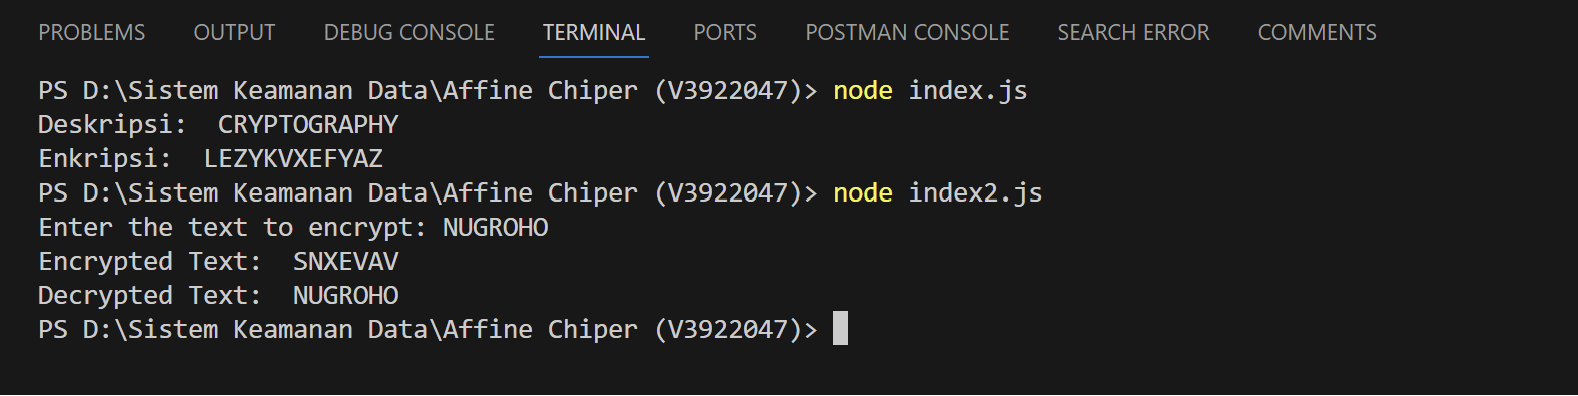 PROBLEMS OUTPUT DEBUG CONSOLE TERMINAL PORTS POSTMAN CONSOLE SEARCH ERROR COMMENTS
PS D:\Sistem Keamanan Data\Affine Chiper (V3922047)> node index.js
Deskripsi:  CRYPTOGRAPHY
Enkripsi:  LEZYKVXEFYAZ
PS D:\Sistem Keamanan Data\Affine Chiper (V3922047)> node index2.js
Enter the text to encrypt: NUGROHO
Encrypted Text:  SNXEVAV
Decrypted Text:  NUGROHO
PS D:\Sistem Keamanan Data\Affine Chiper (V3922047)>